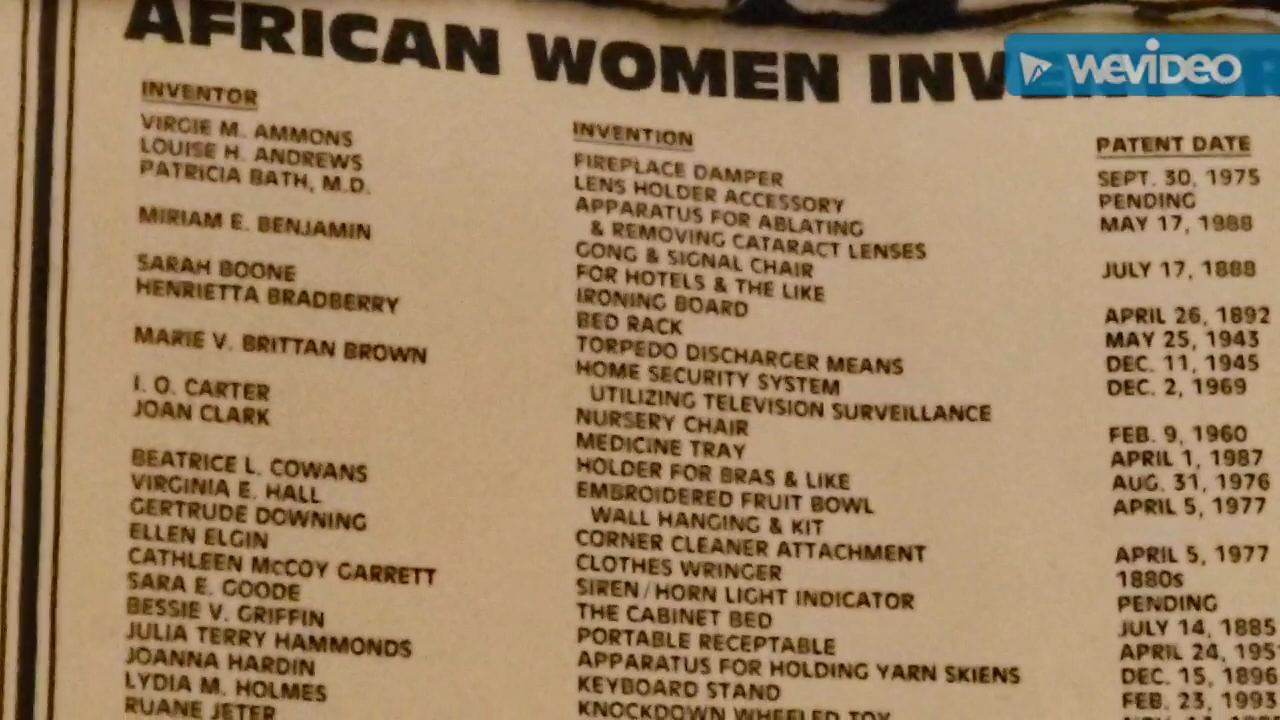 AFRICAN WOMEN INV
WEVIDEO
INVENTOR
VIRGIE M. AMMONS
LOUISE H. ANDREWS
PATRICIA BATH, M.D.
MIRIAM E. BENJAMIN
SARAH BOONE
HENRIETTA BRADBERRY
MARIE V. BRITTAN BROWN
I. O. CARTER
JOAN CLARK
BEATRICE L. COWANS
VIRGINIA E. HALL
GERTRUDE DOWNING
ELLEN ELGIN
CATHLEEN McCOY GARRETT
SARA E. GOODE
BESSIE V. GRIFFIN
JULIA TERRY HAMMONDS
JOANNA HARDIN
LYDIA M. HOLMES
RUANE JETER
INVENTION
FIREPLACE DAMPER
LENS HOLDER ACCESSORY
APPARATUS FOR ABLATING
& REMOVING CATARACT LENSES
GONG & SIGNAL CHAIR
FOR HOTELS & THE LIKE
IRONING BOARD
BED RACK
TORPEDO DISCHARGER MEANS
HOME SECURITY SYSTEM
UTILIZING TELEVISION SURVEILLANCE
NURSERY CHAIR
MEDICINE TRAY
HOLDER FOR BRAS & LIKE
EMBROIDERED FRUIT BOWL
WALL HANGING & KIT
CORNER CLEANER ATTACHMENT
CLOTHES WRINGER
SIREN / HORN LIGHT INDICATOR
THE CABINET BED
PORTABLE RECEPTABLE
APPARATUS FOR HOLDING YARN SKIENS
KEYBOARD STAND
KNOCKDOWN WHEELED TOY
PATENT DATE
SEPT. 30, 1975
PENDING
MAY 17, 1988
JULY 17, 1888
APRIL 26, 1892
MAY 25, 1943
DEC. 11, 1945
DEC. 2, 1969
FEB. 9, 1960
APRIL 1, 1987
AUG. 31, 1976
APRIL 5, 1977
APRIL 5, 1977
1880s
PENDING
JULY 14, 1885
APRIL 24, 195
DEC. 15, 1896
FEB. 23, 1993